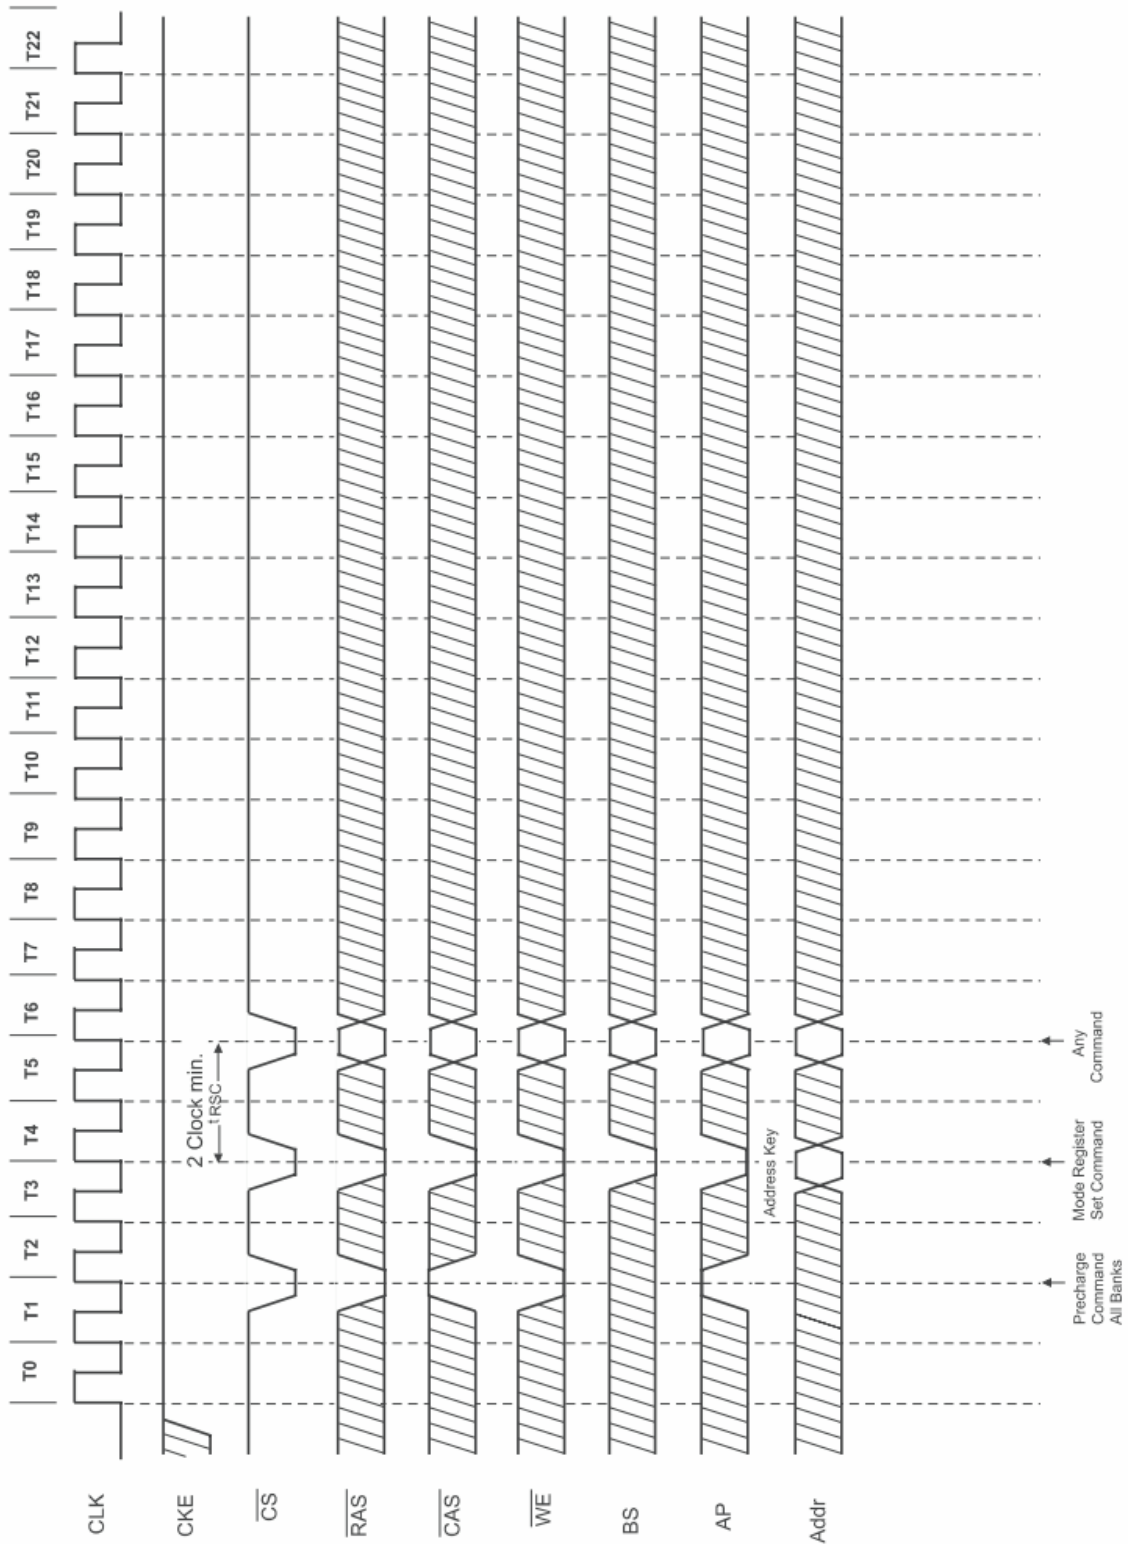 T0 T1 T2 T3 T4 T5 T6 T7 T8 T9 T10 T11 T12 T13 T14 T15 T16 T17 T18 T19 T20 T21 T22
CLK
CKE
2 Clock min.
tRSC
CS
RAS
CAS
WE
BS
AP
Address Key
Addr
Precharge
Command
All Banks
Mode Register
Set Command
Any
Command